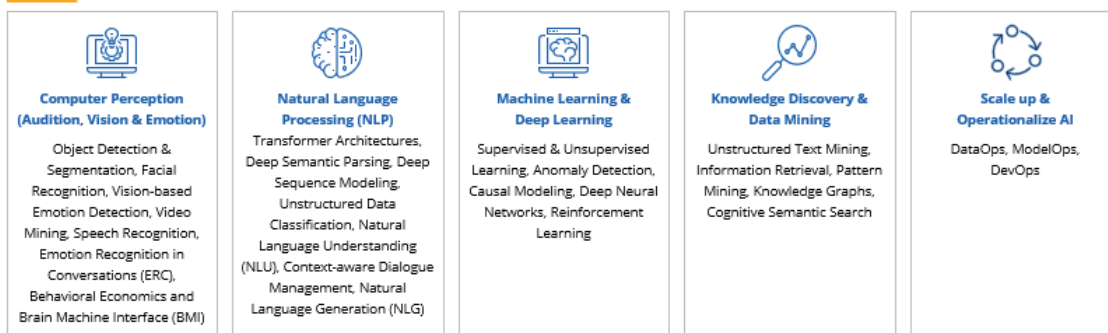 Computer Perception
(Audition, Vision & Emotion)
Object Detection &
Segmentation, Facial
Recognition, Vision-based
Emotion Detection, Video
Mining, Speech Recognition,
Emotion Recognition in
Conversations (ERC),
Behavioral Economics and
Brain Machine Interface (BMI)
Natural Language
Processing (NLP)
Transformer Architectures,
Deep Semantic Parsing, Deep
Sequence Modeling,
Unstructured Data
Classification, Natural
Language Understanding
(NLU), Context-aware Dialogue
Management, Natural
Language Generation (NLG)
Machine Learning &
Deep Learning
Supervised & Unsupervised
Learning, Anomaly Detection,
Causal Modeling, Deep Neural
Networks, Reinforcement
Learning
Knowledge Discovery &
Data Mining
Unstructured Text Mining,
Information Retrieval, Pattern
Mining, Knowledge Graphs,
Cognitive Semantic Search
Scale up &
Operationalize AI
DataOps, ModelOps,
DevOps